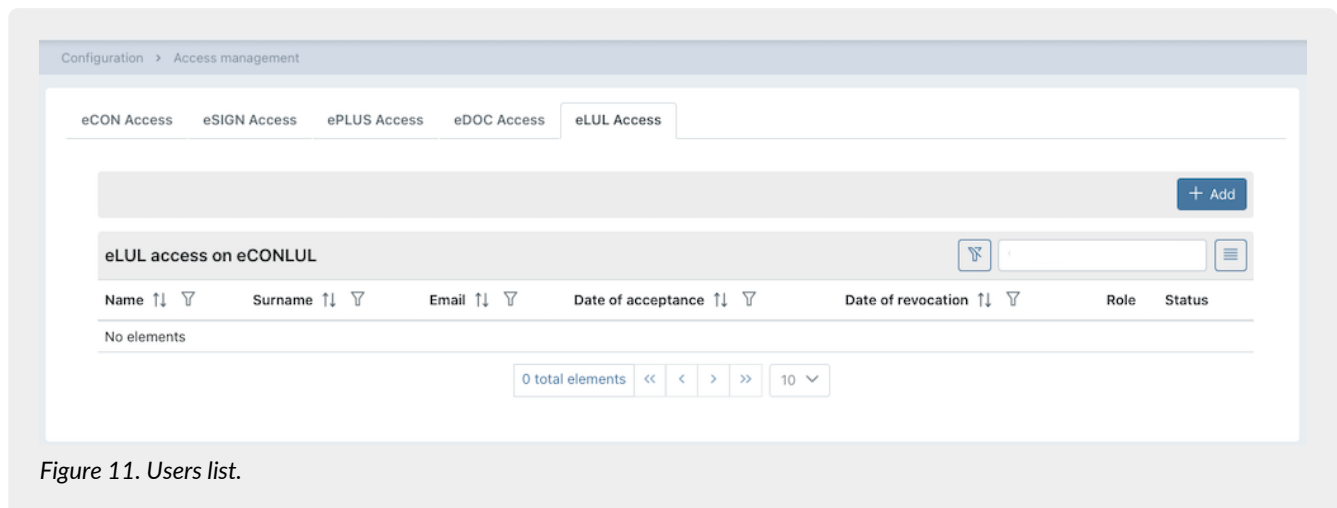 Configuration > Access management
eCON Access eSIGN Access ePLUS Access eDOC Access eLUL Access
+ Add
eLUL access on eCONLUL
Name Surname Email Date of acceptance Date of revocation Role Status
No elements
0 total elements << < > >> 10
Figure 11. Users list.